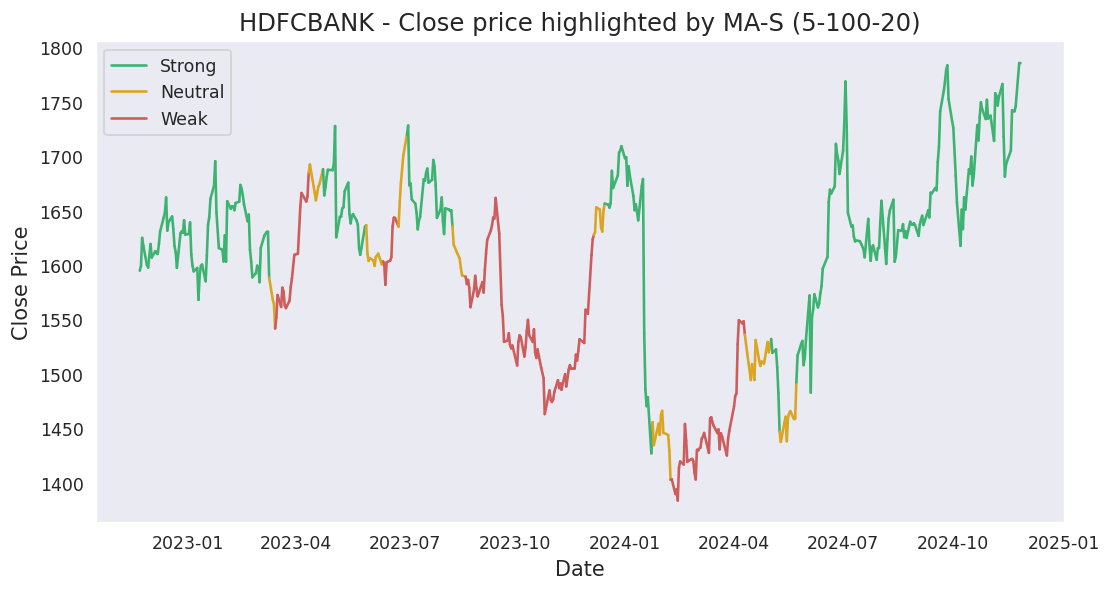 HDFCBANK - Close price highlighted by MA-S (5-100-20)
Strong
Neutral
Weak
Close Price
1800
1750
1700
1650
1600
1550
1500
1450
1400
2023-01 2023-04 2023-07 2023-10 2024-01 2024-04 2024-07 2024-10 2025-01
Date